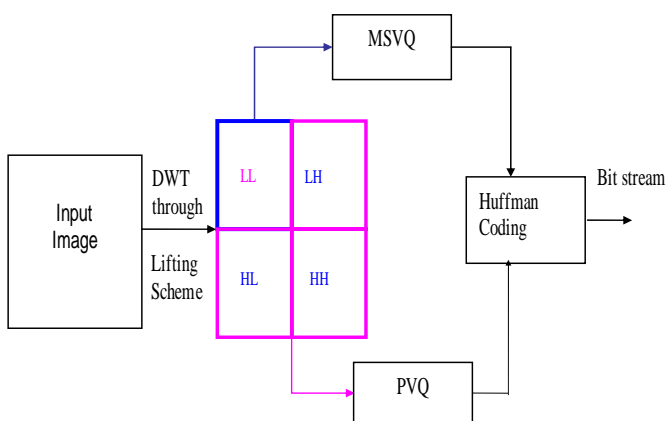 MSVQ
LL
LH
DWT
through
Input
Image
Huffman
Coding
Bit stream
Lifting
Scheme
HL
HH
PVQ